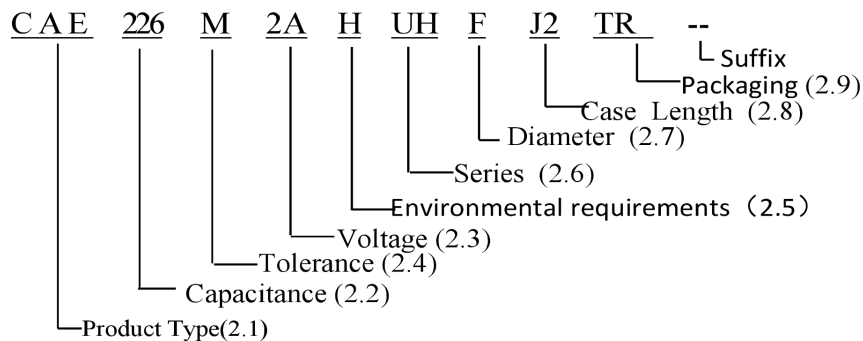 CAE 226 M 2A H UH F J2 TR --
Suffix
Packaging (2.9)
Case Length (2.8)
Diameter (2.7)
Series (2.6)
Environmental requirements（2.5）
Voltage (2.3)
Tolerance (2.4)
Capacitance (2.2)
Product Type(2.1)